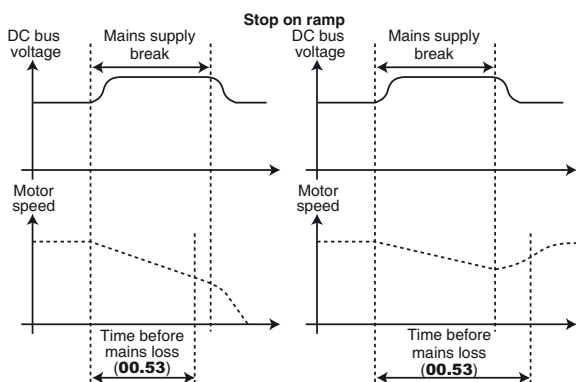 Stop on ramp
DC bus
voltage
Mains supply
break
Motor
speed
Time before
mains loss
(00.53)
DC bus
voltage
Mains supply
break
Motor
speed
Time before
mains loss
(00.53)